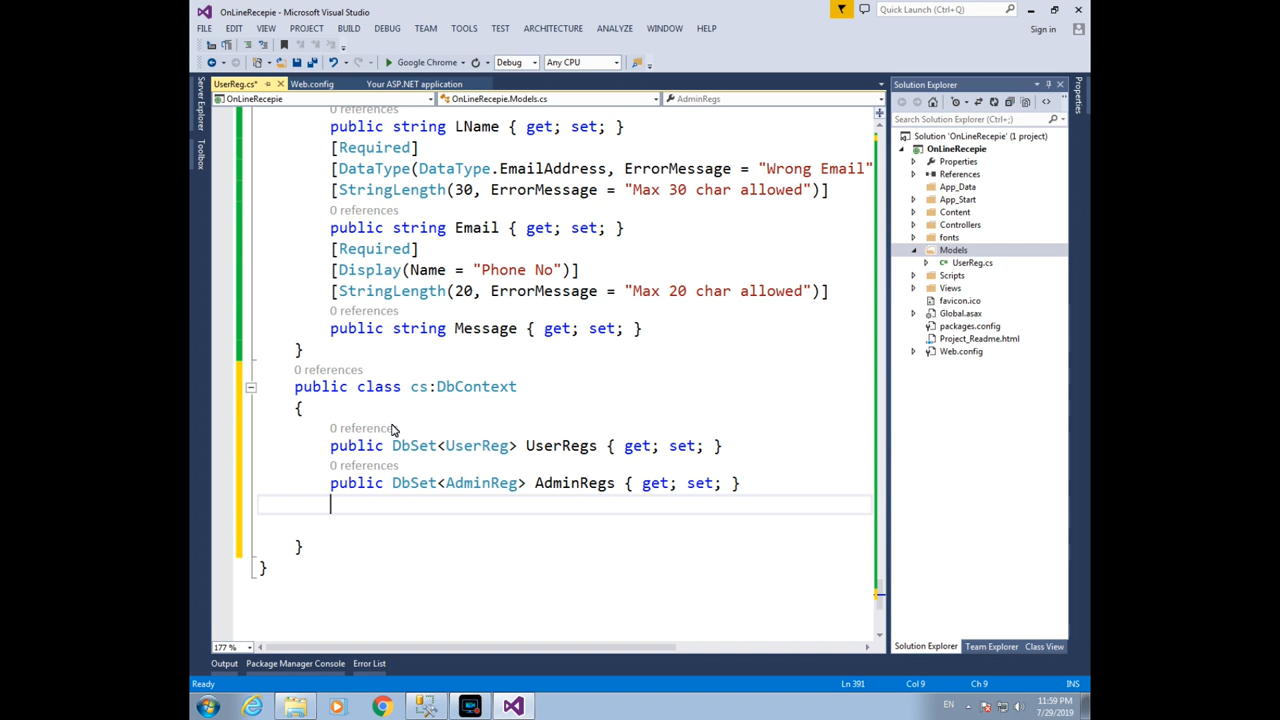 OnLineRecepie - Microsoft Visual Studio
Quick Launch (Ctrl+Q)
FILE EDIT VIEW PROJECT BUILD DEBUG TEAM TOOLS TEST ARCHITECTURE ANALYZE WINDOW HELP
Sign in
Google Chrome Debug Any CPU
Server Explorer
Toolbox
UserReg.cs* Web.config Your ASP.NET application
OnLineRecepie OnLineRecepie.Models.cs AdminRegs
0 references
public string LName { get; set; }
[Required]
[DataType(DataType.EmailAddress, ErrorMessage = "Wrong Email"
[StringLength(30, ErrorMessage = "Max 30 char allowed")]
0 references
public string Email { get; set; }
[Required]
[Display(Name = "Phone No")]
[StringLength(20, ErrorMessage = "Max 20 char allowed")]
0 references
public string Message { get; set; }
}
0 references
public class cs:DbContext
{
0 references
public DbSet<UserReg> UserRegs { get; set; }
0 references
public DbSet<AdminReg> AdminRegs { get; set; }
}
}
177 %
Solution Explorer
Search Solution Explorer (Ctrl+;)
Solution 'OnLineRecepie' (1 project)
OnLineRecepie
Properties
References
App_Data
App_Start
Content
Controllers
fonts
Models
UserReg.cs
Scripts
Views
favicon.ico
Global.asax
packages.config
Project_Readme.html
Web.config
Solution Explorer Team Explorer Class View
Properties
Output Package Manager Console Error List
Ready Ln 391 Col 9 Ch 9 INS
EN
11:59 PM
7/29/2019